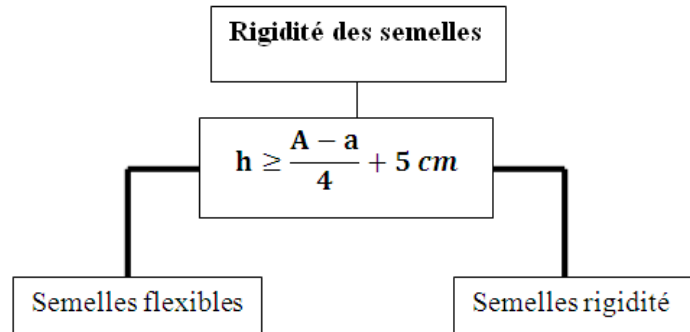 Rigidité des semelles
h ≥ (A − a)/4 + 5 cm
Semelles flexibles
Semelles rigidité